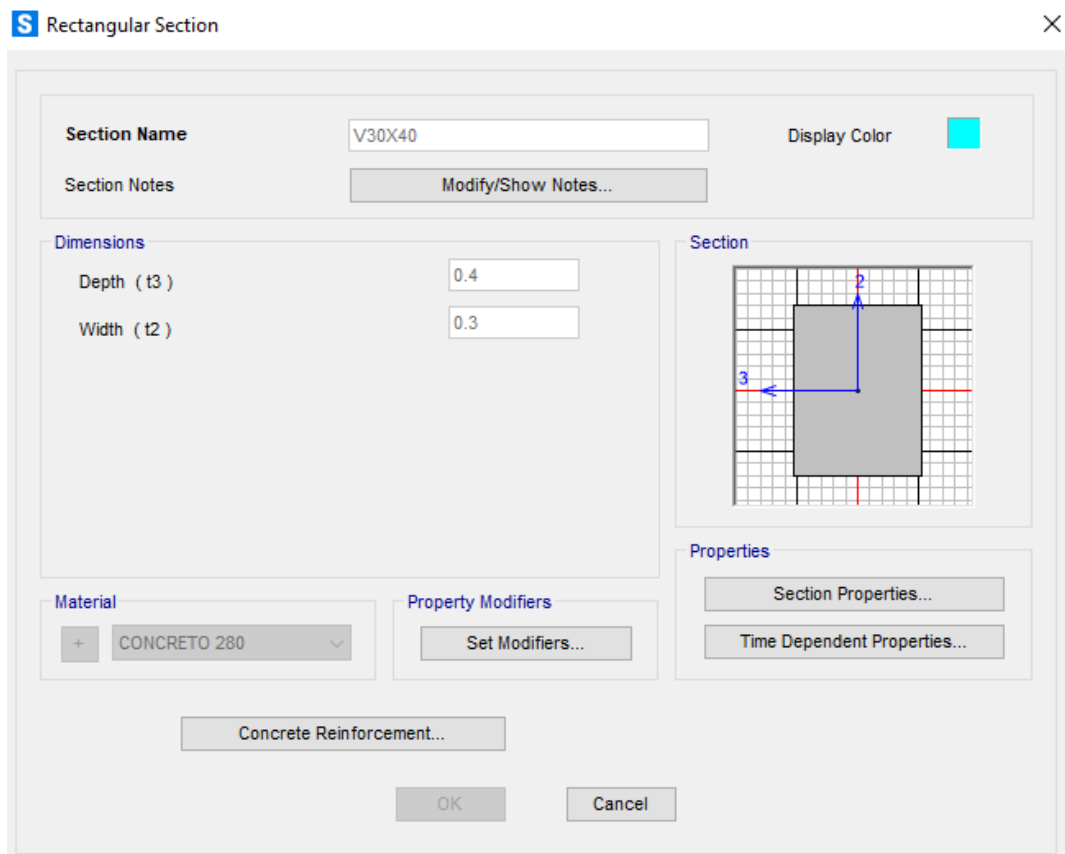 S Rectangular Section
Section Name V30X40 Display Color
Section Notes Modify/Show Notes...
Dimensions
Depth ( t3 ) 0.4
Width ( t2 ) 0.3
Section
2
3
Properties
Section Properties...
Time Dependent Properties...
Material
+ CONCRETO 280
Property Modifiers
Set Modifiers...
Concrete Reinforcement...
OK Cancel